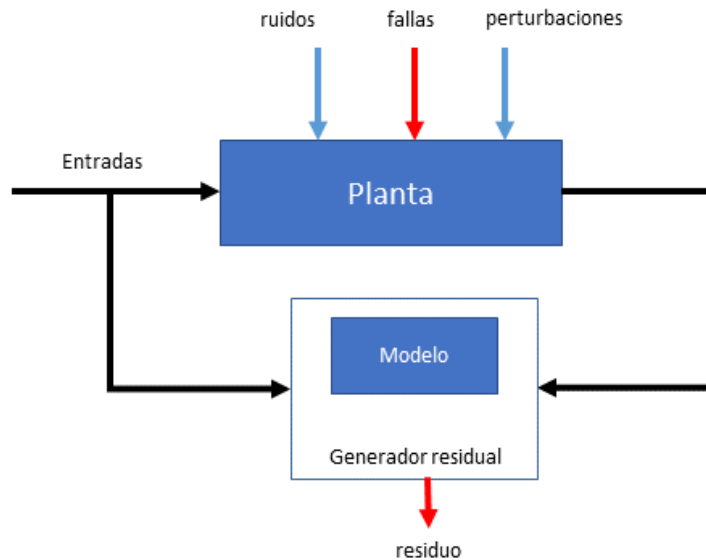 ruidos fallas perturbaciones
Entradas
Planta
Modelo
Generador residual
residuo